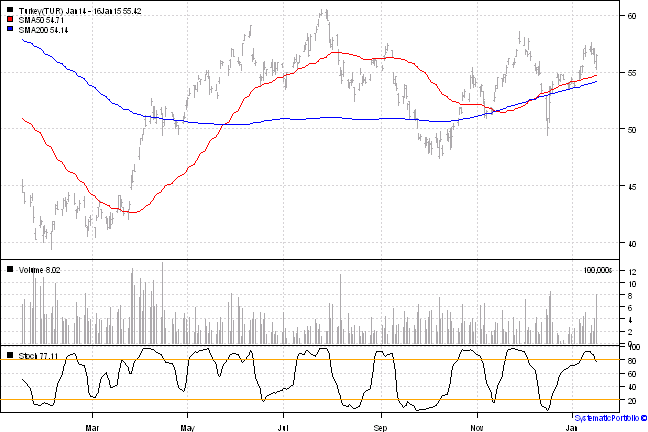 Turkey(TUR) Jan14 - 16Jan15 55.42
SMA50 54.71
SMA200 54.14
60
55
50
45
40
Volume 8.02
100,000s
12
10
8
6
4
2
0
Stoch 77.11
100
80
60
40
20
Mar May Jul Sep Nov Jan
SystematicPortfolio ©